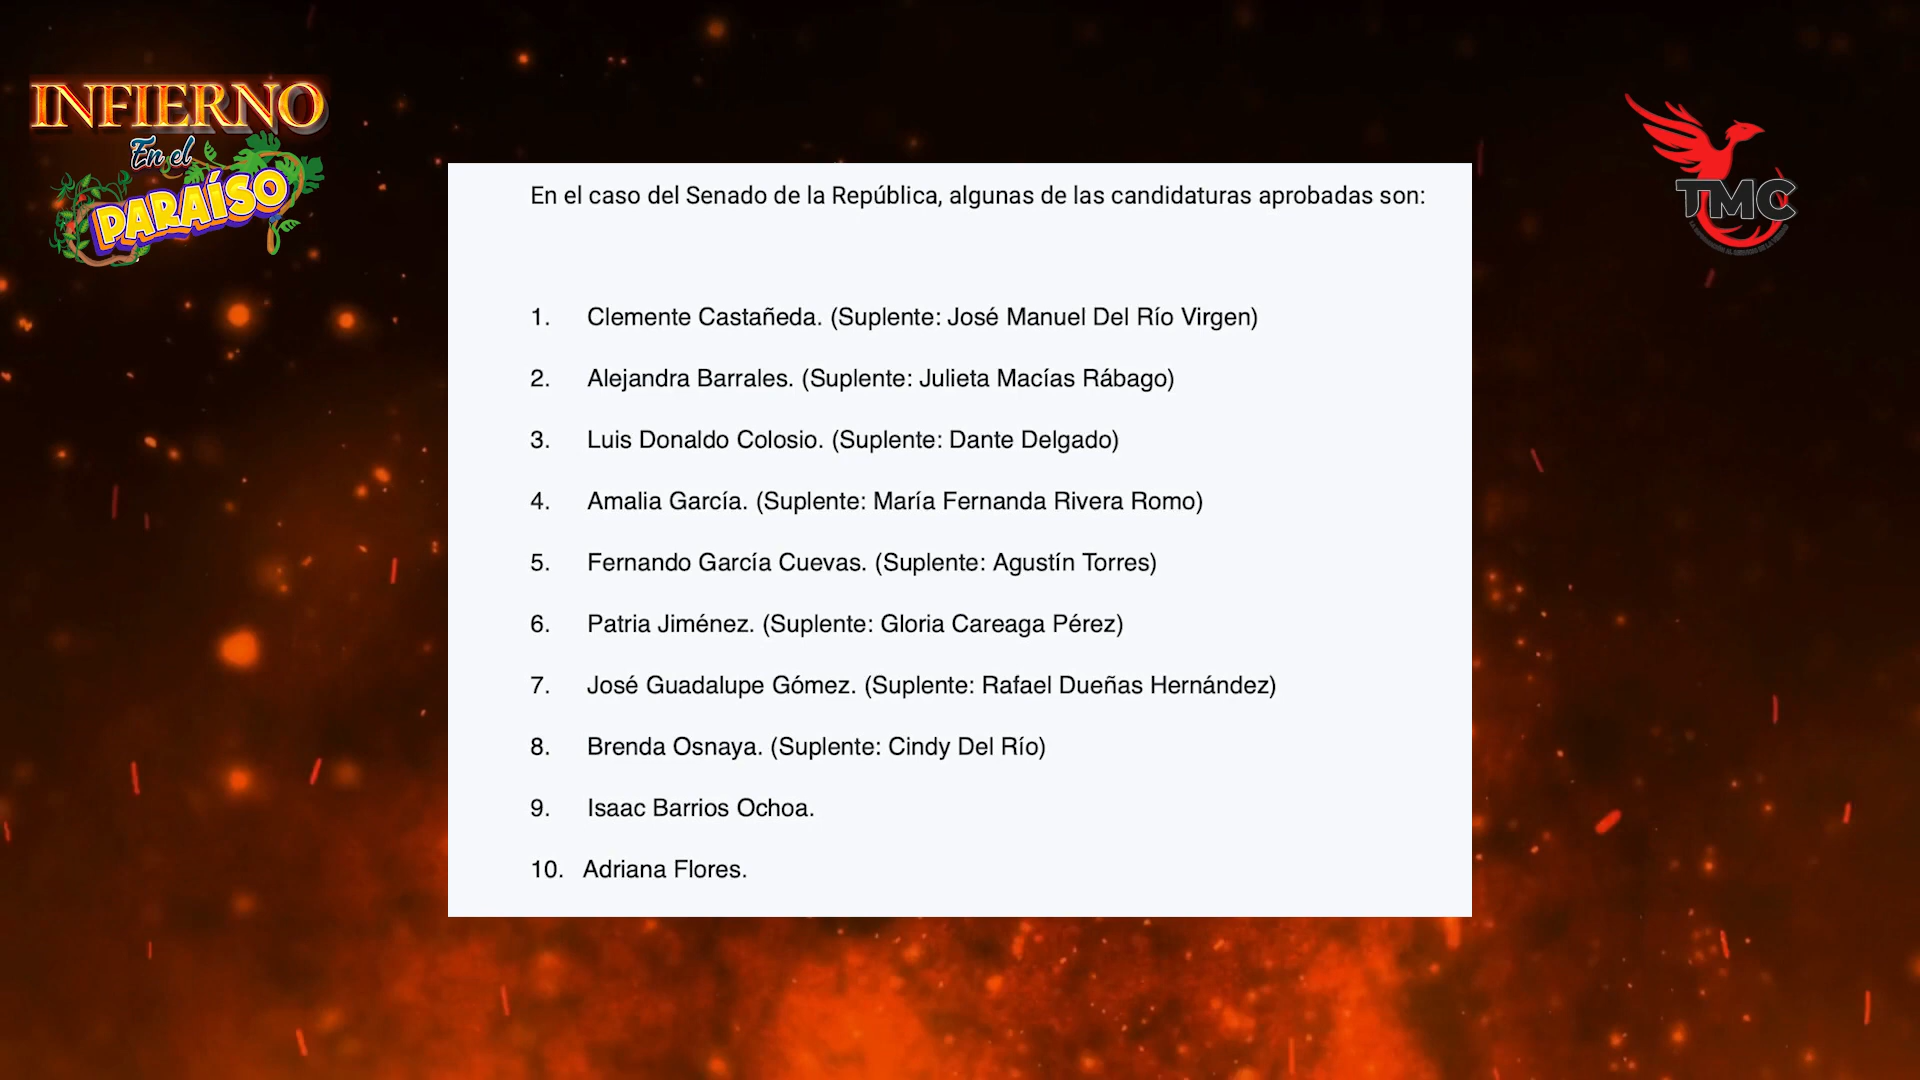 INFIERNO
En el
PARAÍSO
TMC
En el caso del Senado de la República, algunas de las candidaturas aprobadas son:
1. Clemente Castañeda. (Suplente: José Manuel Del Río Virgen)
2. Alejandra Barrales. (Suplente: Julieta Macías Rábago)
3. Luis Donaldo Colosio. (Suplente: Dante Delgado)
4. Amalia García. (Suplente: María Fernanda Rivera Romo)
5. Fernando García Cuevas. (Suplente: Agustín Torres)
6. Patria Jiménez. (Suplente: Gloria Careaga Pérez)
7. José Guadalupe Gómez. (Suplente: Rafael Dueñas Hernández)
8. Brenda Osnaya. (Suplente: Cindy Del Río)
9. Isaac Barrios Ochoa.
10. Adriana Flores.